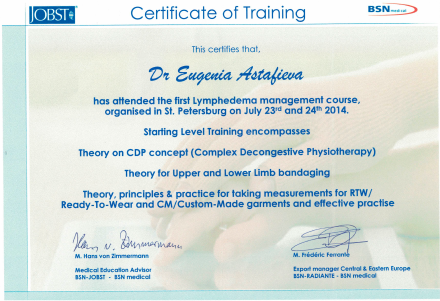 JOBST
Certificate of Training
BSN medical
This certifies that,
Dr Eugenia Astafieva
has attended the first Lymphedema management course,
organised in St. Petersburg on July 23rd and 24th 2014.
Starting Level Training encompasses
Theory on CDP concept (Complex Decongestive Physiotherapy)
Theory for Upper and Lower Limb bandaging
Theory, principles & practice for taking measurements for RTW/
Ready-To-Wear and CM/Custom-Made garments and effective practise
Hans v. Zimmermann
M. Hans von Zimmermann
M. Frédéric Ferrante
Medical Education Advisor
Export manager Central & Eastern Europe
BSN-JOBST - BSN medical
BSN-RADIANTE - BSN medical